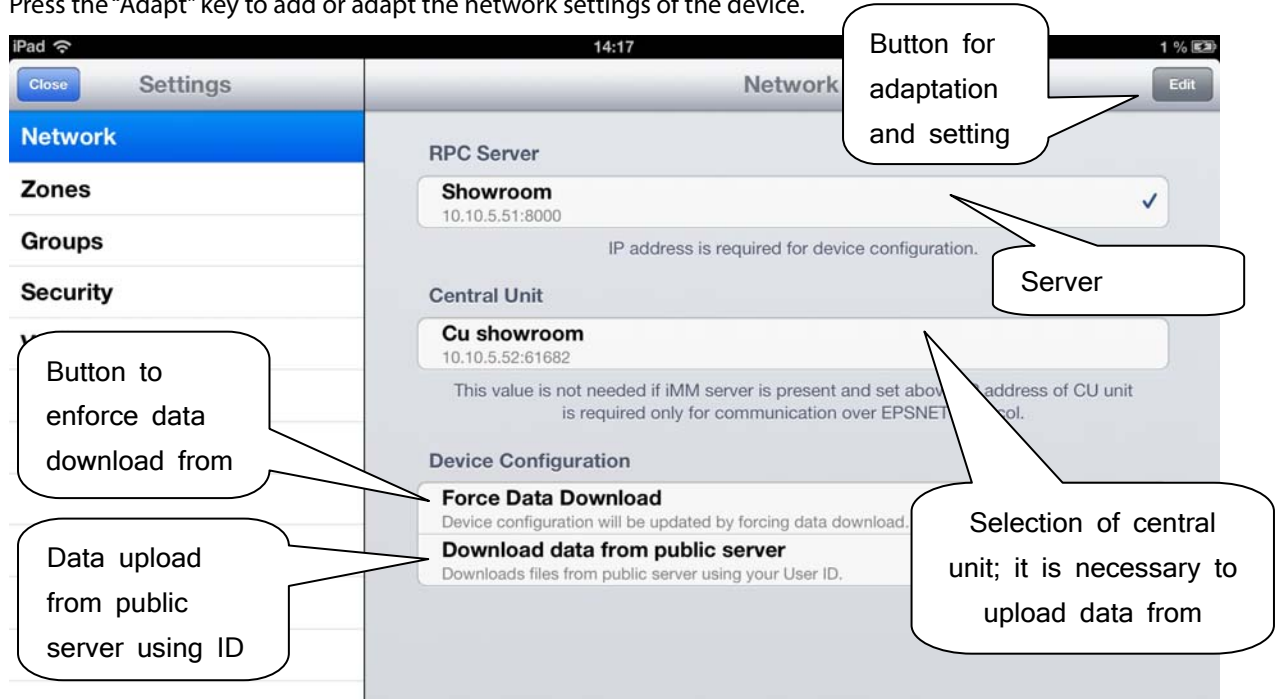 Press the “Adapt” key to add or adapt the network settings of the device.
iPad
14:17
1 %
Close
Settings
Network
Edit
Button for
adaptation
and setting
Network
Zones
Groups
Security
RPC Server
Showroom
10.10.5.51:8000
IP address is required for device configuration.
Server
Central Unit
Cu showroom
10.10.5.52:61682
This value is not needed if iMM server is present and set address of CU unit
is required only for communication over EPSNET
Button to
enforce data
download from
Device Configuration
Force Data Download
Device configuration will be updated by forcing data download.
Download data from public server
Downloads files from public server using your User ID.
Data upload
from public
server using ID
Selection of central
unit; it is necessary to
upload data from